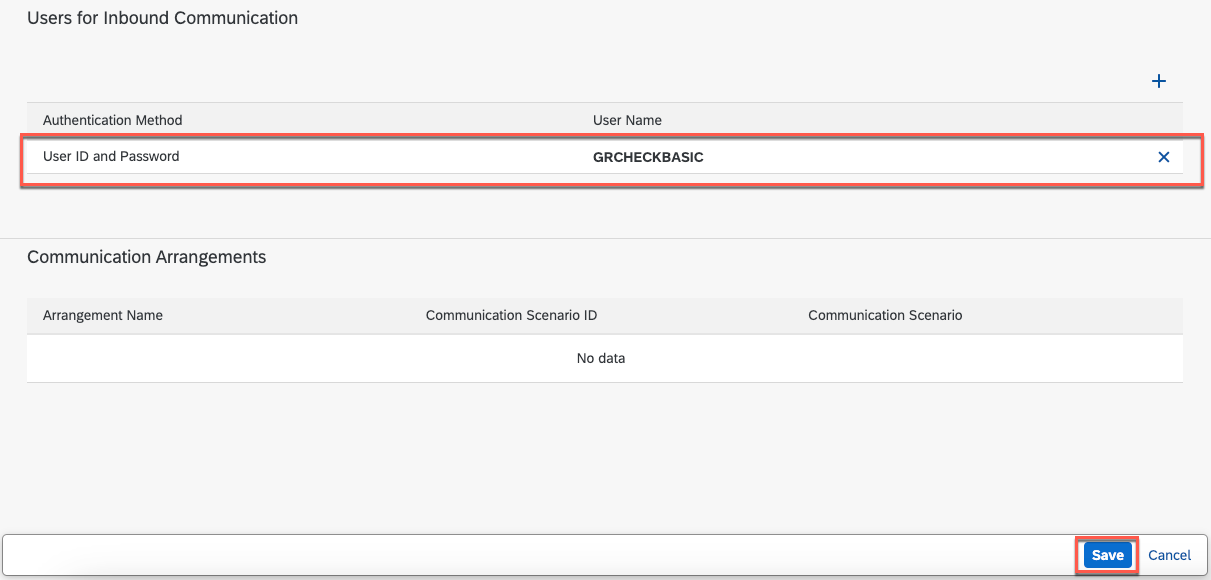 Users for Inbound Communication
Authentication Method User Name
User ID and Password GRCHECKBASIC
Communication Arrangements
Arrangement Name Communication Scenario ID Communication Scenario
No data
Save Cancel